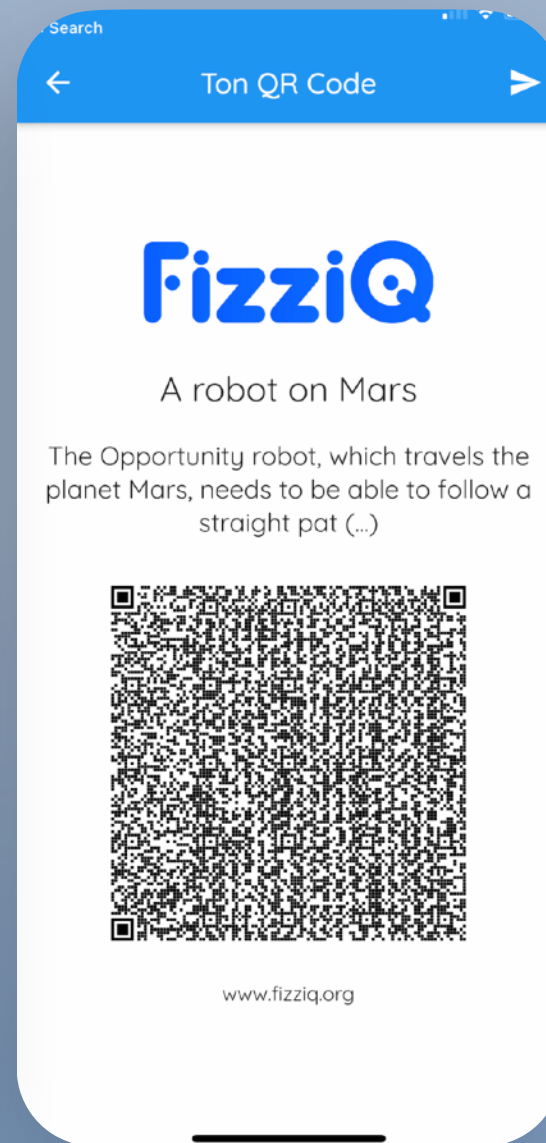 Search
Ton QR Code
FizziQ
A robot on Mars
The Opportunity robot, which travels the
planet Mars, needs to be able to follow a
straight pat (...)
www.fizziq.org